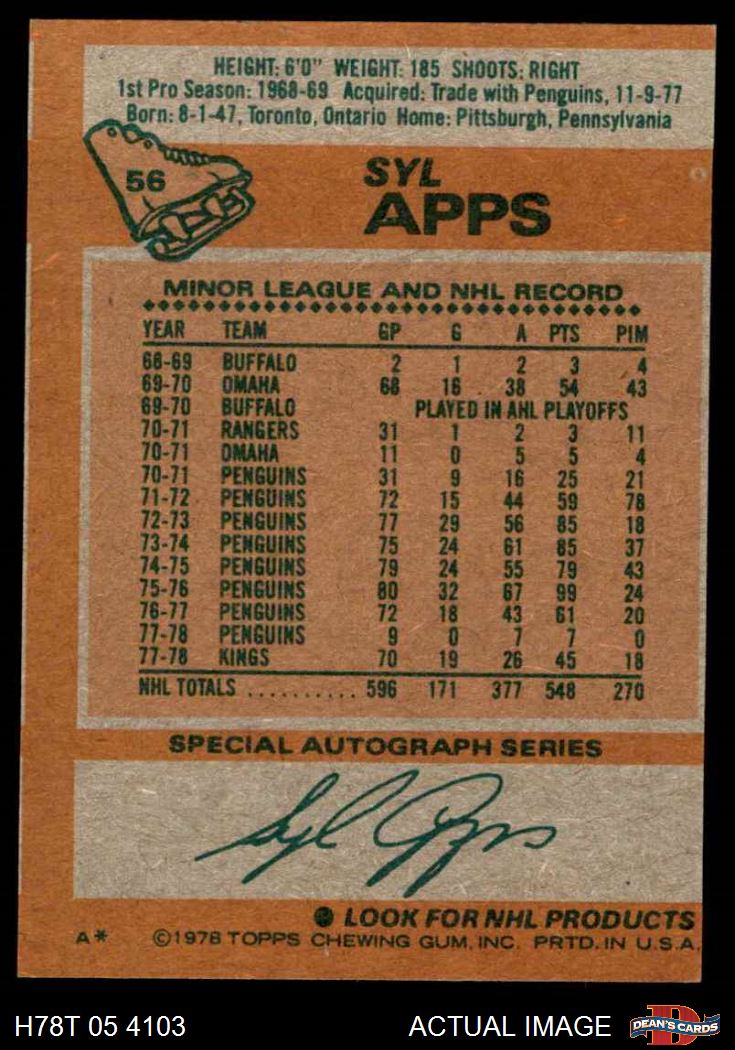 HEIGHT: 6'0" WEIGHT: 185 SHOOTS: RIGHT
1st Pro Season: 1968-69 Acquired: Trade with Penguins, 11-9-77
Born: 8-1-47, Toronto, Ontario Home: Pittsburgh, Pennsylvania
56
SYL
APPS
MINOR LEAGUE AND NHL RECORD
YEAR TEAM GP G A PTS PIM
68-69 BUFFALO 2 1 2 3 4
69-70 OMAHA 68 16 38 54 43
69-70 BUFFALO PLAYED IN AHL PLAYOFFS
70-71 RANGERS 31 1 2 3 11
70-71 OMAHA 11 0 5 5 4
70-71 PENGUINS 31 9 16 25 21
71-72 PENGUINS 72 15 44 59 78
72-73 PENGUINS 77 29 56 85 18
73-74 PENGUINS 75 24 61 85 37
74-75 PENGUINS 79 24 55 79 43
75-76 PENGUINS 80 32 67 99 24
76-77 PENGUINS 72 18 43 61 20
77-78 PENGUINS 9 0 7 7 0
77-78 KINGS 70 19 26 45 18
NHL TOTALS .......... 596 171 377 548 270
SPECIAL AUTOGRAPH SERIES
Syl Apps
LOOK FOR NHL PRODUCTS
A* ©1978 TOPPS CHEWING GUM, INC. PRTD. IN U.S.A.
H78T 05 4103 ACTUAL IMAGE DEAN'S CARDS